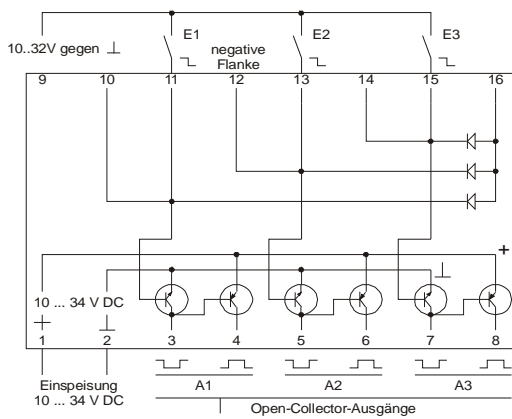 E1 E2 E3
10..32V gegen ⊥ negative
Flanke
9 10 11 12 13 14 15 16
+
10 ... 34 V DC ⊥
+ ⊥
1 2 3 4 5 6 7 8
Einspeisung A1 A2 A3
10 ... 34 V DC Open-Collector-Ausgänge